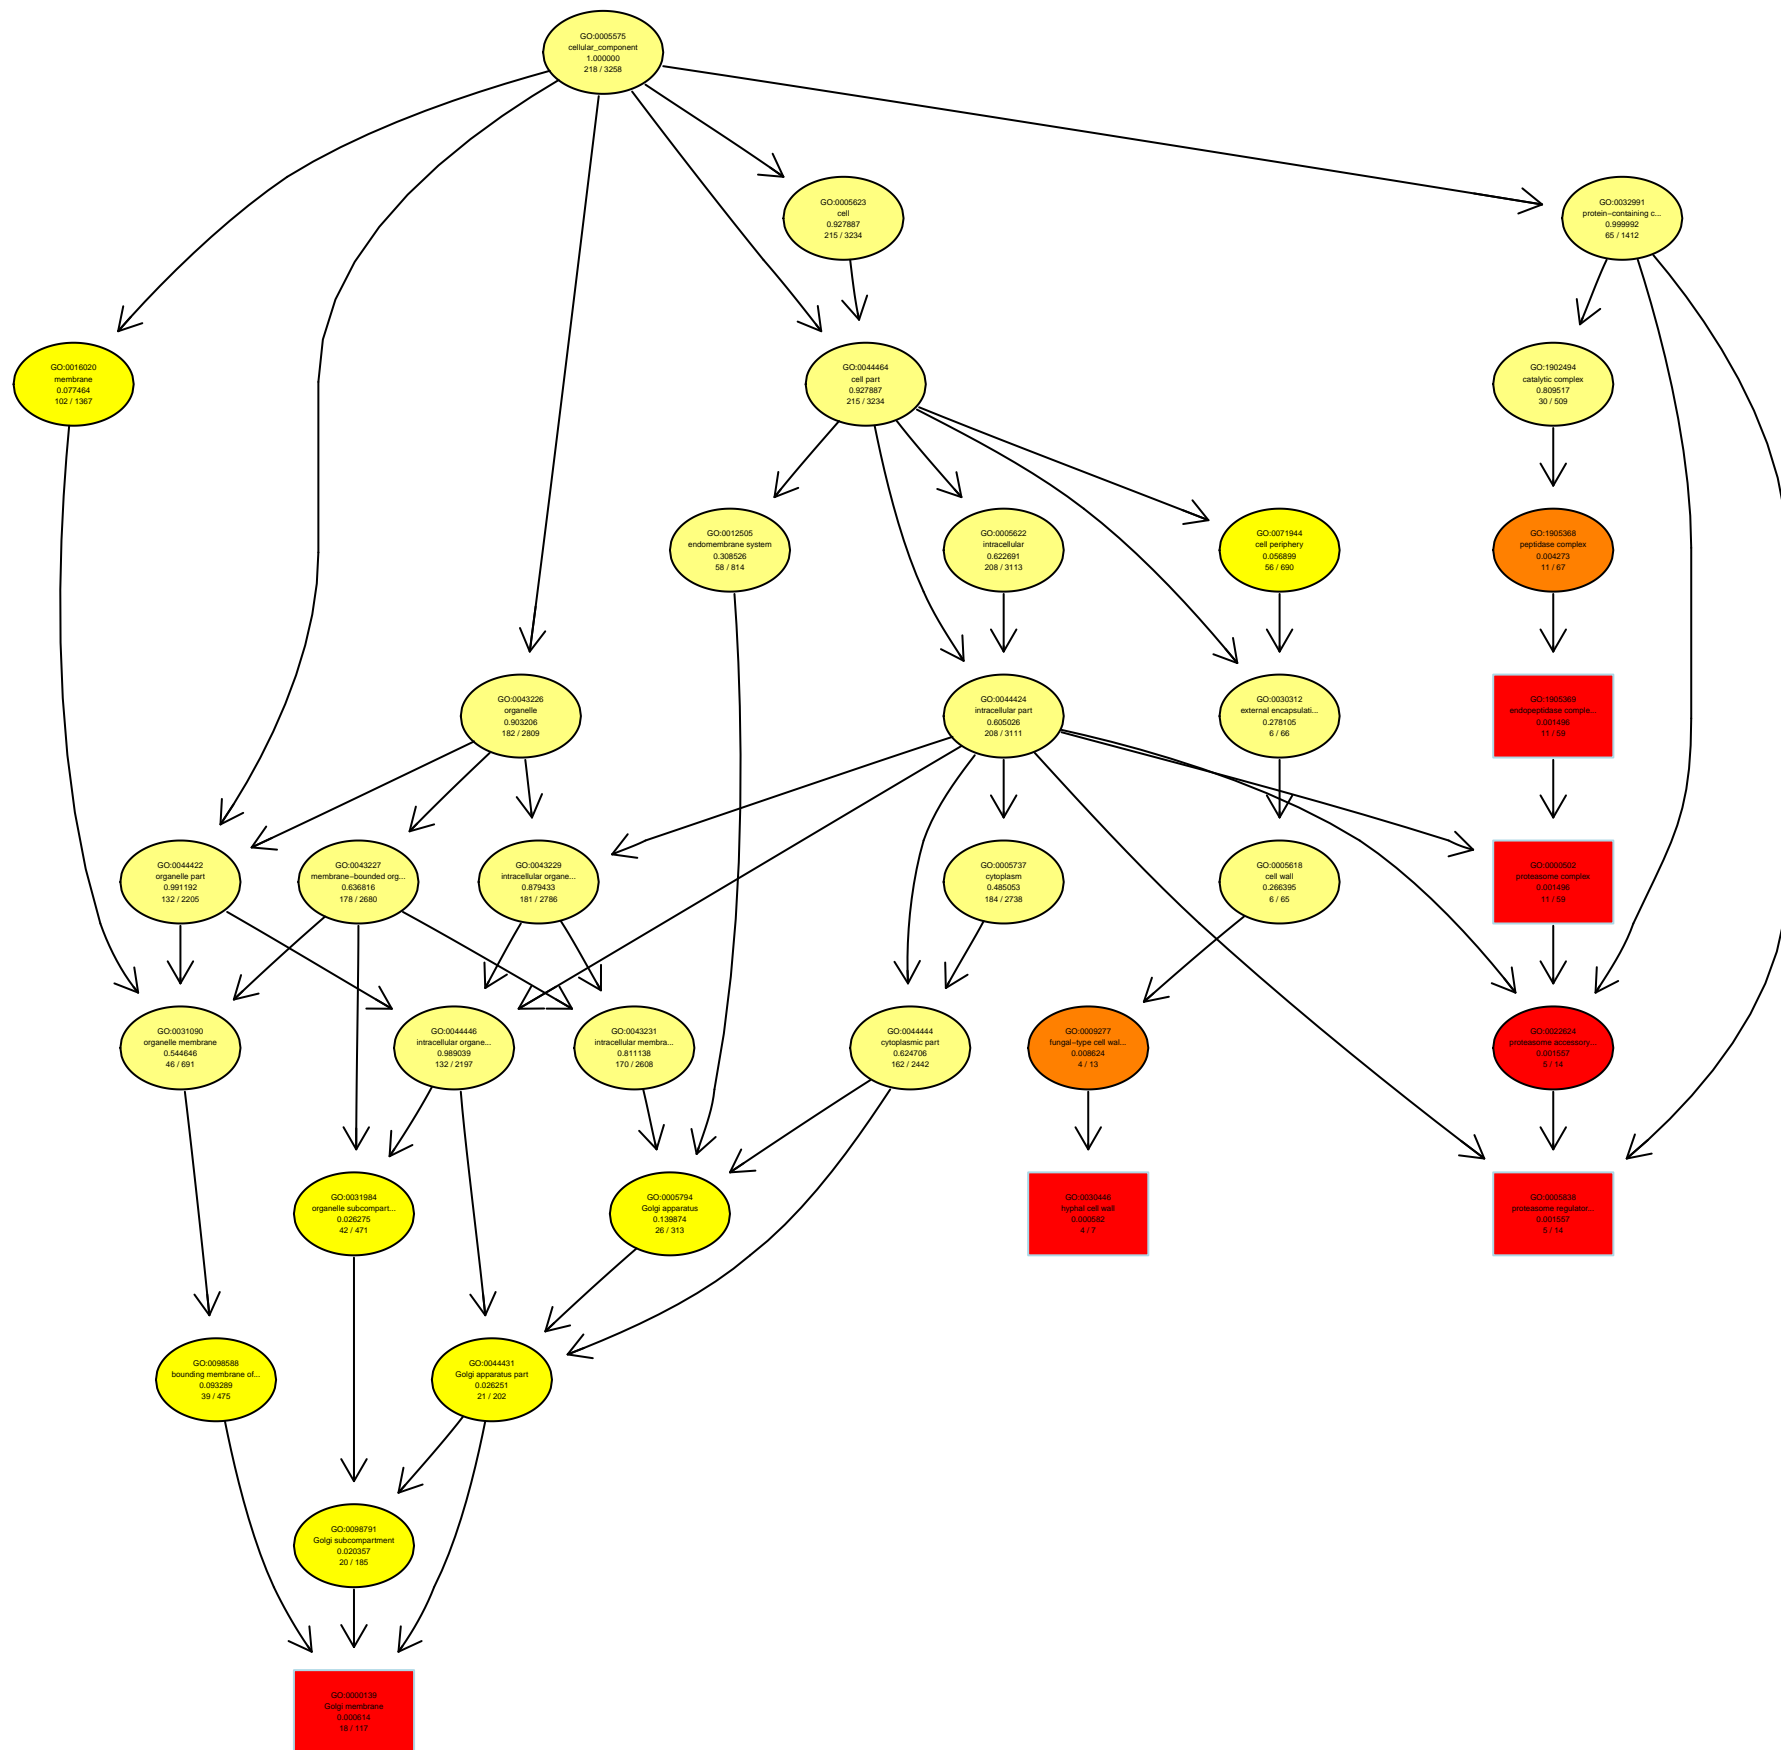 GO:0005575
cellular_component
1.000000
218 / 3258
GO:0005623
cell
0.927887
215 / 3234
GO:0032991
protein−containing c...
0.999992
65 / 1412
GO:0016020
membrane
0.077464
102 / 1367
GO:0044464
cell part
0.927887
215 / 3234
GO:1902494
catalytic complex
0.809517
30 / 509
GO:0012505
endomembrane system
0.308526
58 / 814
GO:0005622
intracellular
0.622691
208 / 3113
GO:0071944
cell periphery
0.056899
56 / 690
GO:1905368
peptidase complex
0.004273
11 / 67
GO:0043226
organelle
0.903206
182 / 2809
GO:0044424
intracellular part
0.605026
208 / 3111
GO:0030312
external encapsulati...
0.278105
6 / 66
GO:1905369
endopeptidase comple...
0.001496
11 / 59
GO:0044422
organelle part
0.991192
132 / 2205
GO:0043227
membrane−bounded org...
0.636816
178 / 2680
GO:0043229
intracellular organe...
0.879433
181 / 2786
GO:0005737
cytoplasm
0.485053
184 / 2738
GO:0005618
cell wall
0.266395
6 / 65
GO:0000502
proteasome complex
0.001496
11 / 59
GO:0031090
organelle membrane
0.544646
46 / 691
GO:0044446
intracellular organe...
0.989039
132 / 2197
GO:0043231
intracellular membra...
0.811138
170 / 2608
GO:0044444
cytoplasmic part
0.624706
162 / 2442
GO:0009277
fungal−type cell wal...
0.008624
4 / 13
GO:0022624
proteasome accessory...
0.001557
5 / 14
GO:0031984
organelle subcompart...
0.026275
42 / 471
GO:0005794
Golgi apparatus
0.139874
26 / 313
GO:0030446
hyphal cell wall
0.000562
4 / 7
GO:0005838
proteasome regulator...
0.001557
5 / 14
GO:0098588
bounding membrane of...
0.093289
39 / 475
GO:0044431
Golgi apparatus part
0.026251
21 / 202
GO:0098791
Golgi subcompartment
0.020357
20 / 185
GO:0000139
Golgi membrane
0.000614
18 / 117